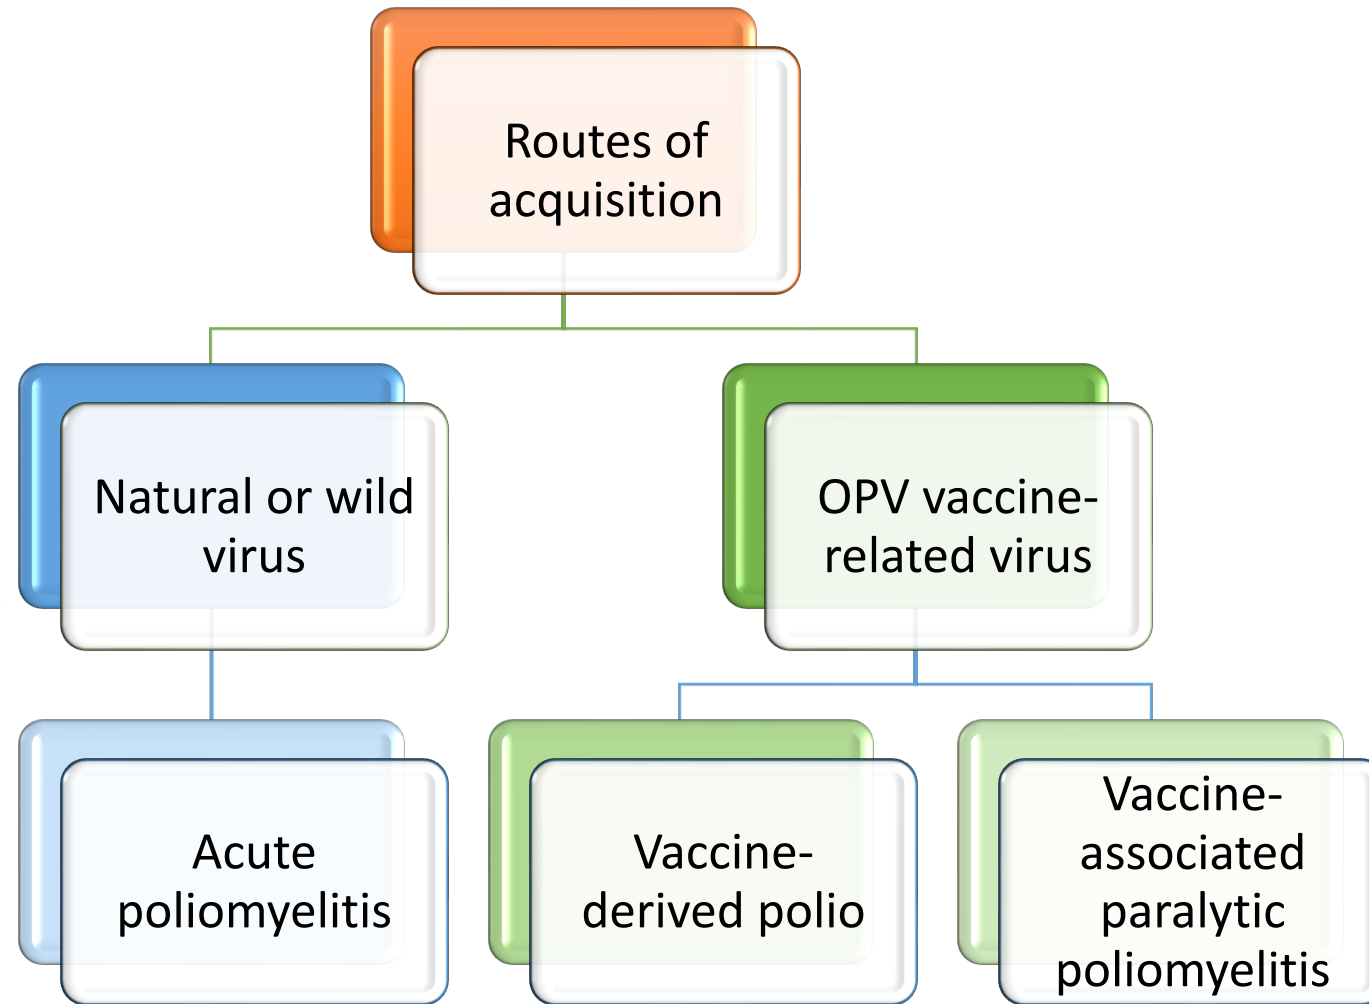 Routes of
acquisition
Natural or wild
virus
OPV vaccine-
related virus
Acute
poliomyelitis
Vaccine-
derived polio
Vaccine-
associated
paralytic
poliomyelitis